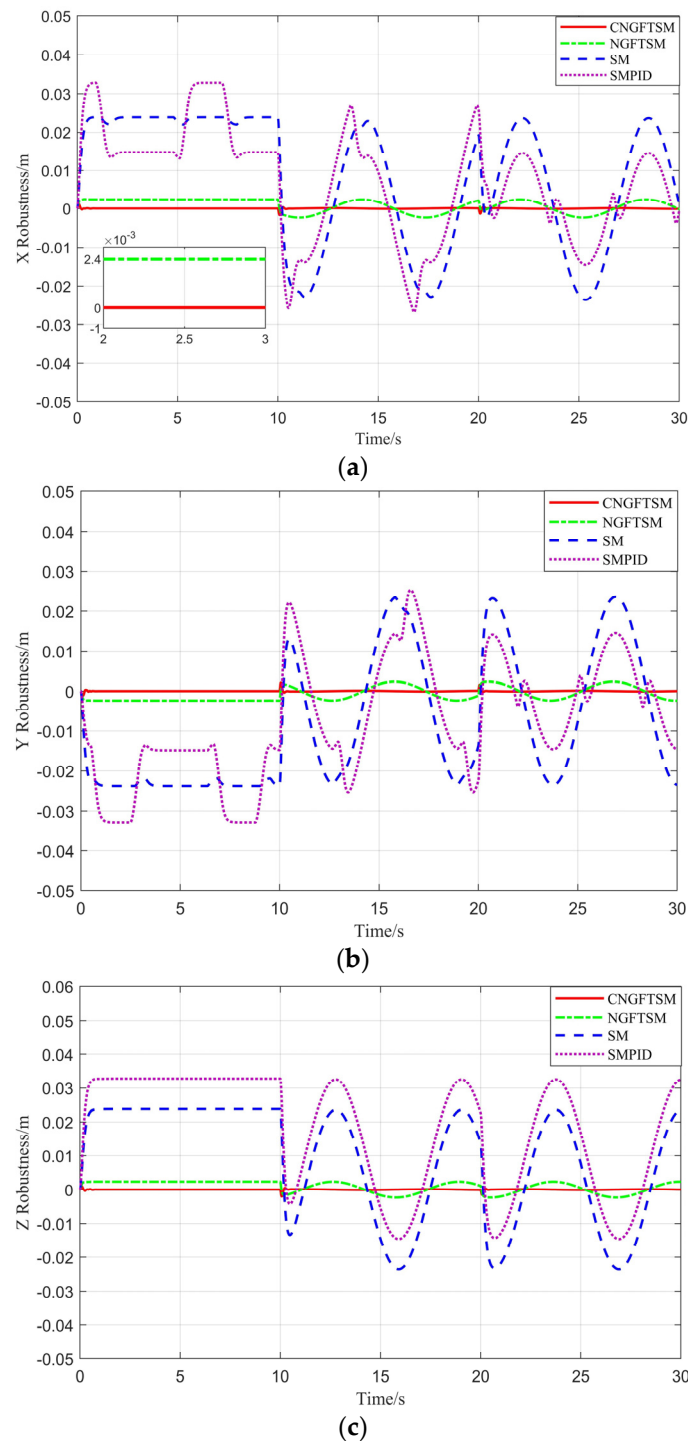 0.05
0.04
0.03
0.02
0.01
0
-0.01
-0.02
-0.03
-0.04
-0.05
X Robustness/m
CNGFTSM
NGFTSM
SM
SMPID
×10⁻³
2.4
0
-1
2 2.5 3
0 5 10 15 20 25 30
Time/s
(a)
0.05
0.04
0.03
0.02
0.01
0
-0.01
-0.02
-0.03
-0.04
-0.05
Y Robustness/m
CNGFTSM
NGFTSM
SM
SMPID
0 5 10 15 20 25 30
Time/s
(b)
0.06
0.05
0.04
0.03
0.02
0.01
0
-0.01
-0.02
-0.03
-0.04
-0.05
Z Robustness/m
CNGFTSM
NGFTSM
SM
SMPID
0 5 10 15 20 25 30
Time/s
(c)